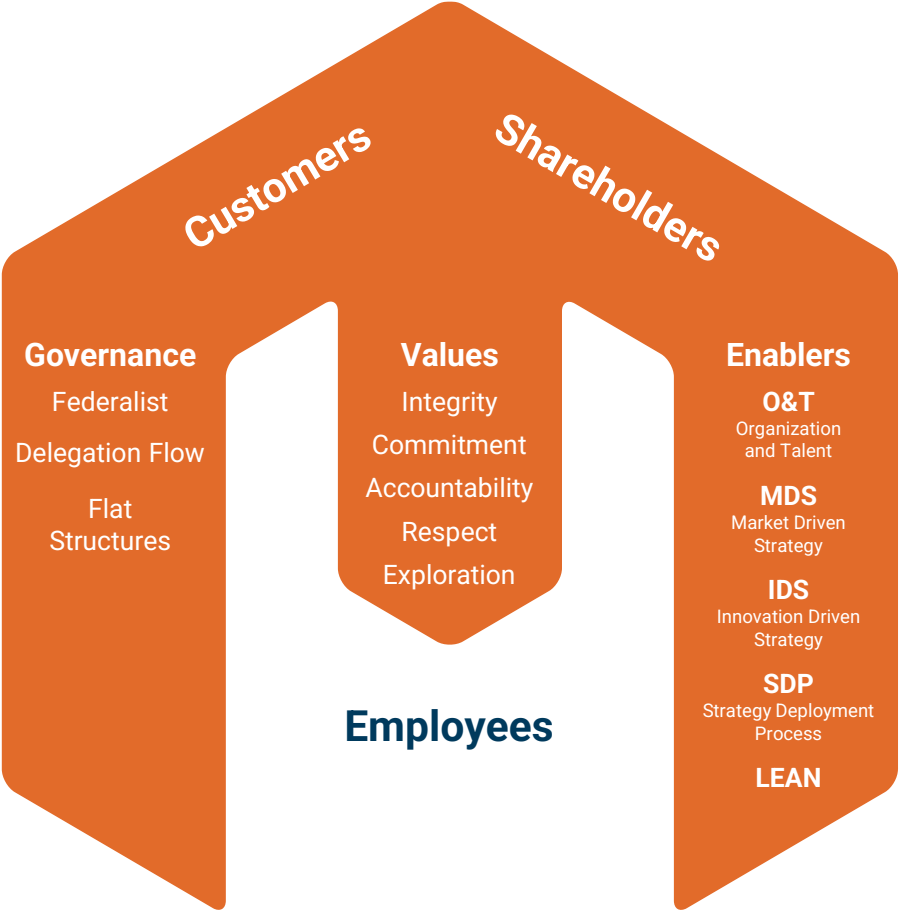 Customers
Shareholders
Governance
Federalist
Delegation Flow
Flat
Structures
Values
Integrity
Commitment
Accountability
Respect
Exploration
Enablers
O&T
Organization
and Talent
MDS
Market Driven
Strategy
IDS
Innovation Driven
Strategy
SDP
Strategy Deployment
Process
LEAN
Employees